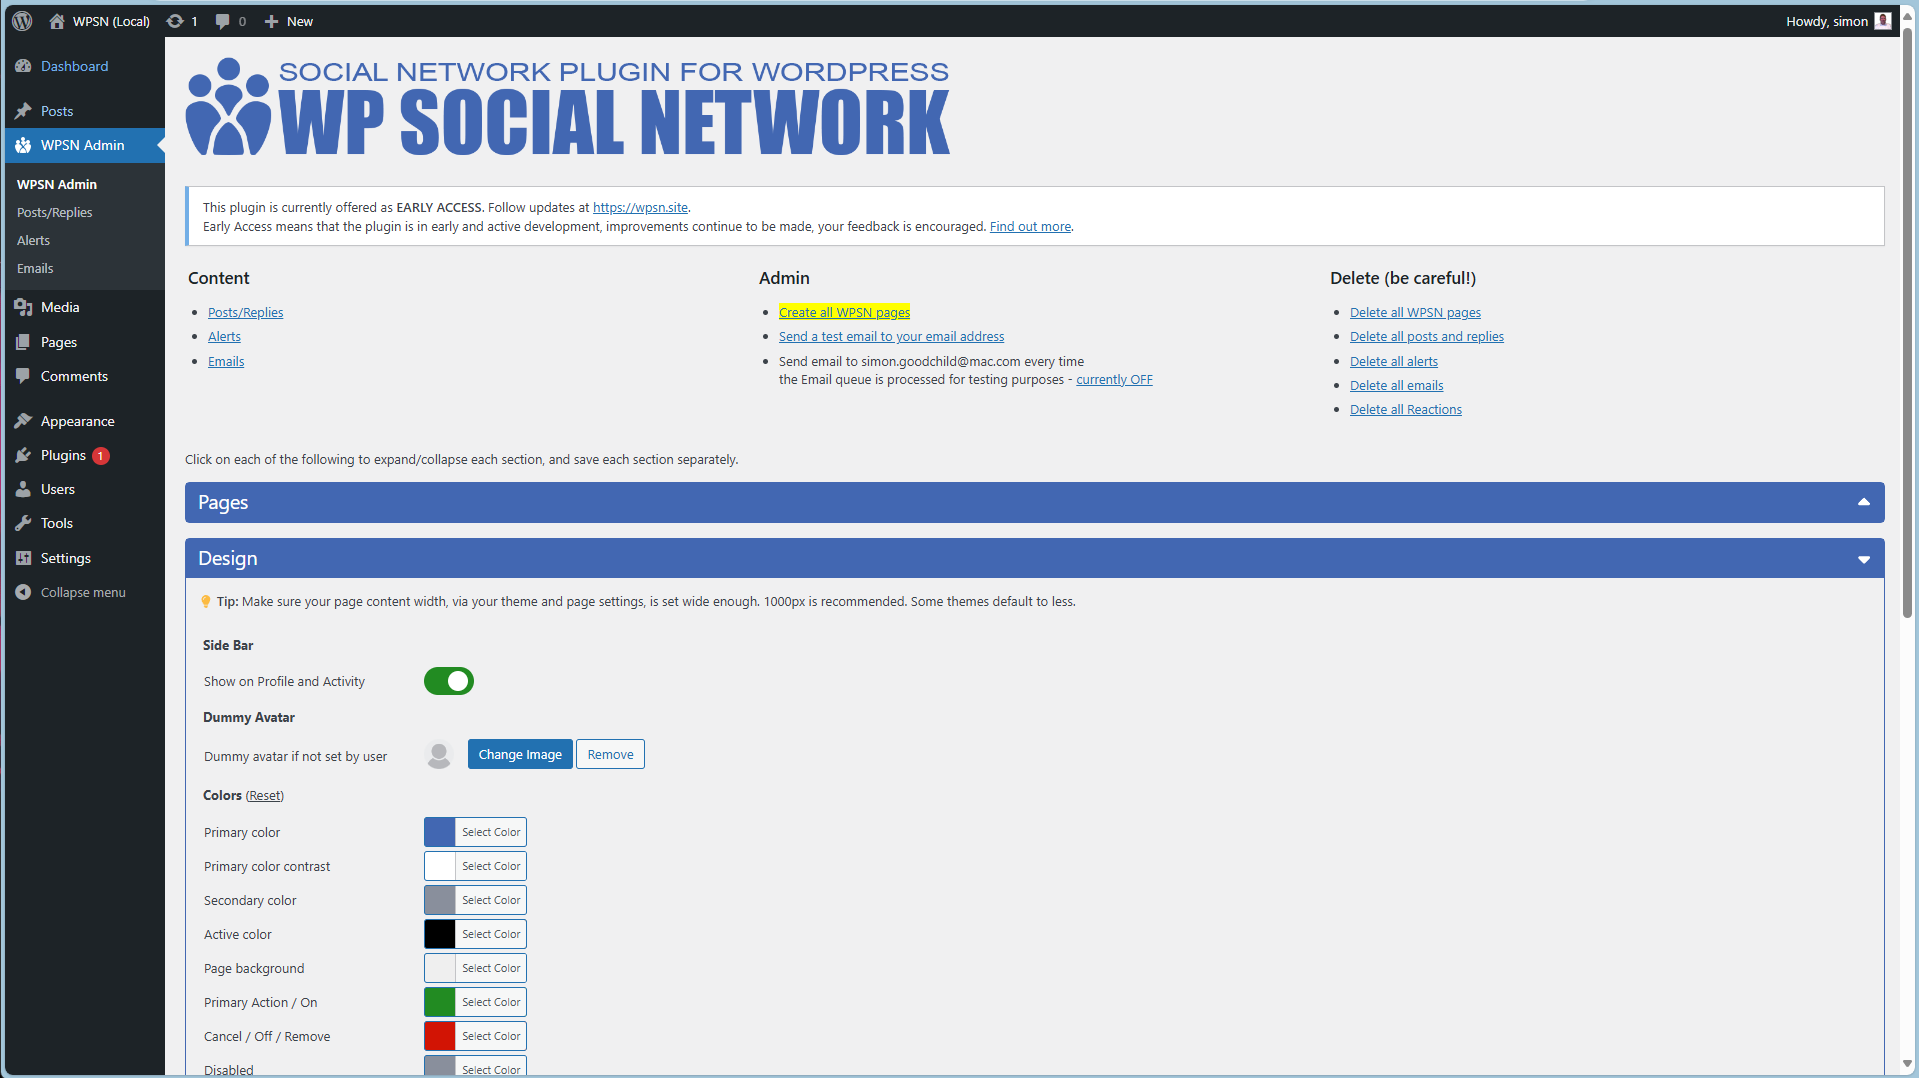 WPSN (Local)
1
0
New
Howdy, simon
Dashboard
Posts
WPSN Admin
WPSN Admin
Posts/Replies
Alerts
Emails
Media
Pages
Comments
Appearance
Plugins 1
Users
Tools
Settings
Collapse menu
SOCIAL NETWORK PLUGIN FOR WORDPRESS
WP SOCIAL NETWORK
This plugin is currently offered as EARLY ACCESS. Follow updates at https://wpsn.site.
Early Access means that the plugin is in early and active development, improvements continue to be made, your feedback is encouraged. Find out more.
Content
Posts/Replies
Alerts
Emails
Admin
Create all WPSN pages
Send a test email to your email address
Send email to simon.goodchild@mac.com every time
the Email queue is processed for testing purposes - currently OFF
Delete (be careful!)
Delete all WPSN pages
Delete all posts and replies
Delete all alerts
Delete all emails
Delete all Reactions
Click on each of the following to expand/collapse each section, and save each section separately.
Pages
Design
Tip: Make sure your page content width, via your theme and page settings, is set wide enough. 1000px is recommended. Some themes default to less.
Side Bar
Show on Profile and Activity
Dummy Avatar
Dummy avatar if not set by user
Change Image
Remove
Colors (Reset)
Primary color
Select Color
Primary color contrast
Select Color
Secondary color
Select Color
Active color
Select Color
Page background
Select Color
Primary Action / On
Select Color
Cancel / Off / Remove
Select Color
Disabled
Select Color